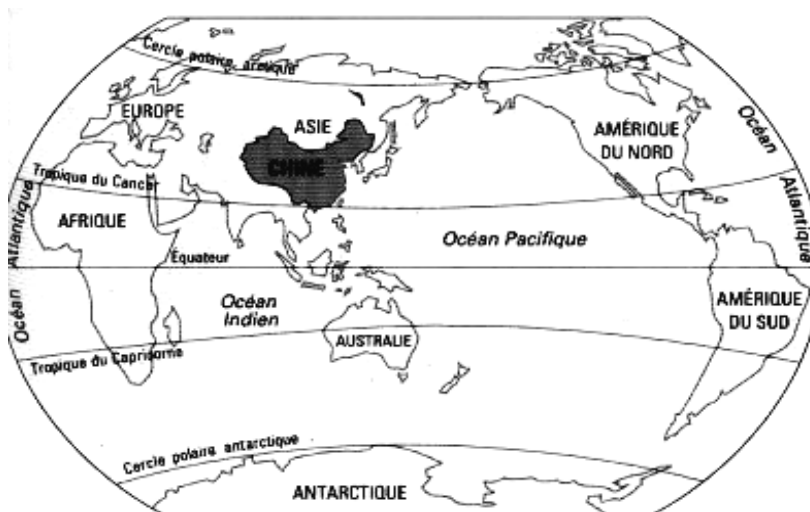 Cercle polaire arctique
EUROPE
ASIE
CHINE
AMÉRIQUE
DU NORD
Océan
Atlantique
Tropique du Cancer
AFRIQUE
Océan Atlantique
Océan Pacifique
Équateur
Océan
Indien
AMÉRIQUE
DU SUD
AUSTRALIE
Tropique du Capricorne
Cercle polaire antarctique
ANTARCTIQUE